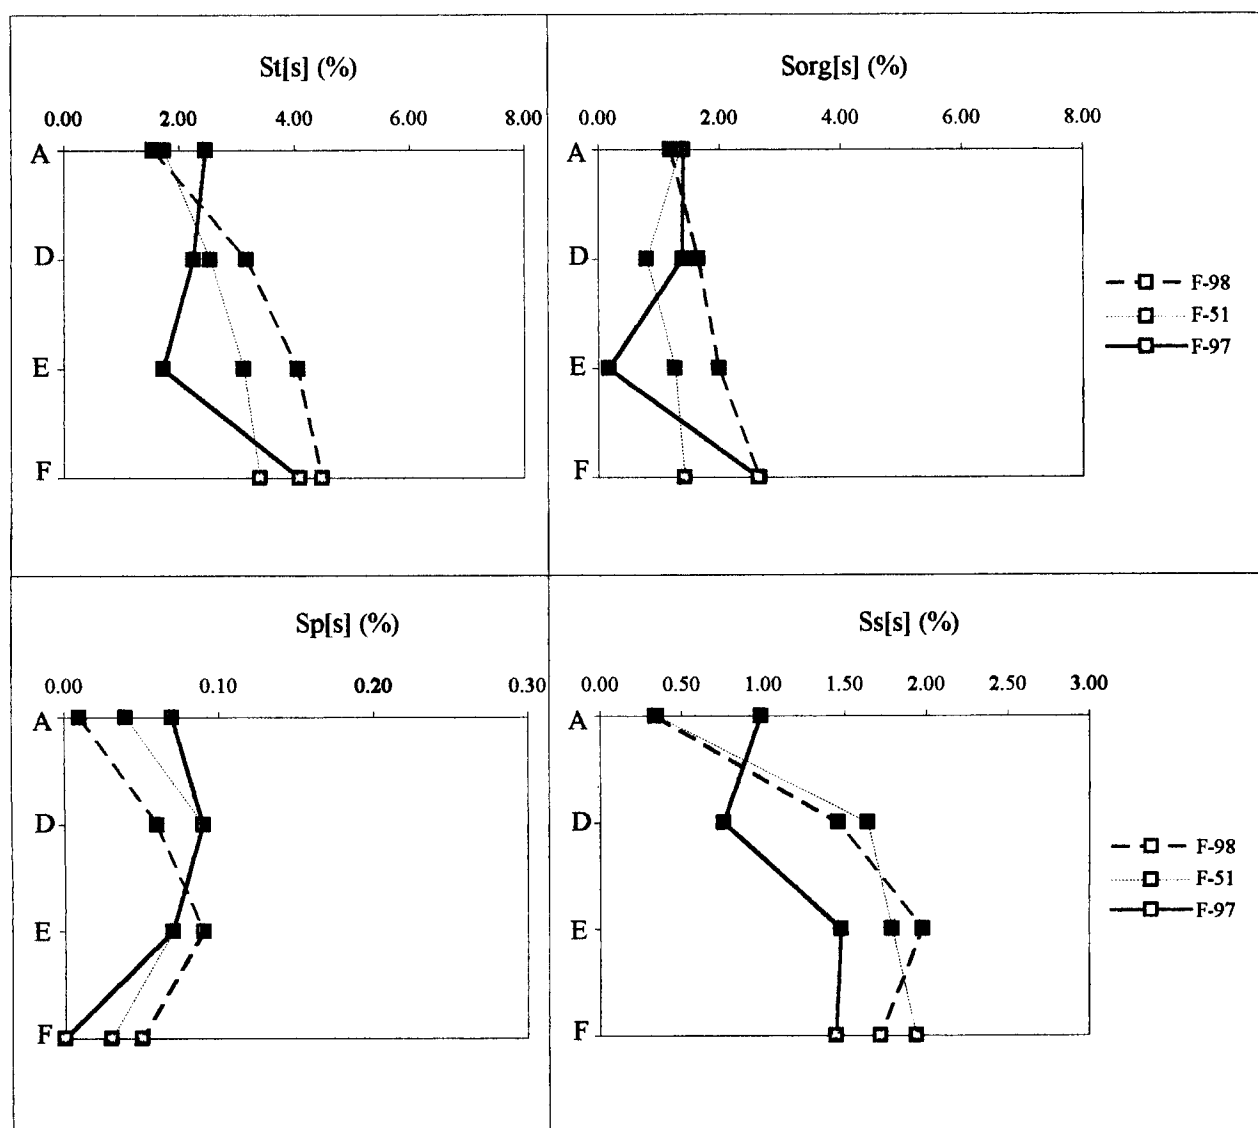 St[s] (%)
0.00 2.00 4.00 6.00 8.00
A
D
E
F
Sorg[s] (%)
0.00 2.00 4.00 6.00 8.00
A
D
E
F
F-98
F-51
F-97
Sp[s] (%)
0.00 0.10 0.20 0.30
A
D
E
F
Ss[s] (%)
0.00 0.50 1.00 1.50 2.00 2.50 3.00
A
D
E
F
F-98
F-51
F-97